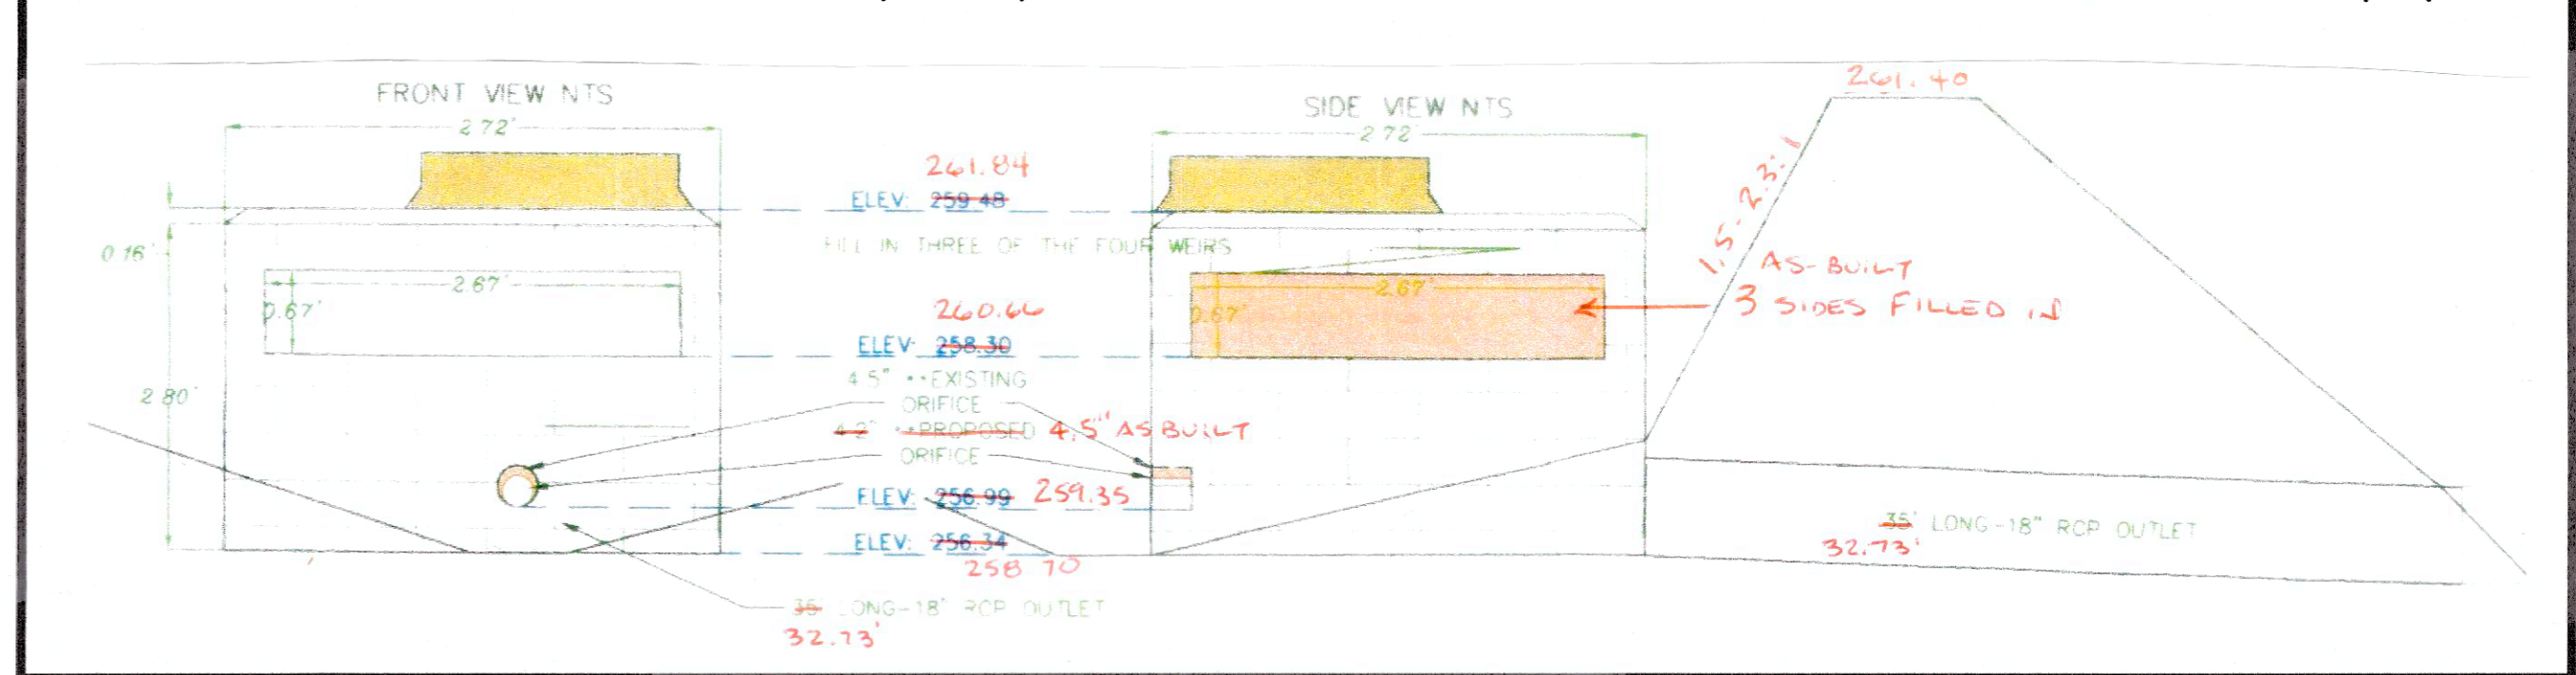 FRONT VIEW NTS
2.72'
SIDE VIEW NTS
2.72'
261.40
261.84
ELEV: 259.48
1.5-2.3:1
0.16'
FILL IN THREE OF THE FOUR WEIRS
AS-BUILT
3 SIDES FILLED IN
2.67'
0.67'
2.67'
0.67'
260.66
ELEV: 258.30
4.5" EXISTING
ORIFICE
2.80'
4.2" PROPOSED 4.5" AS BUILT
ORIFICE
ELEV: 256.99 259.35
ELEV: 256.34
258.70
35' LONG-18" RCP OUTLET
32.73'
35' LONG-18" RCP OUTLET
32.73'